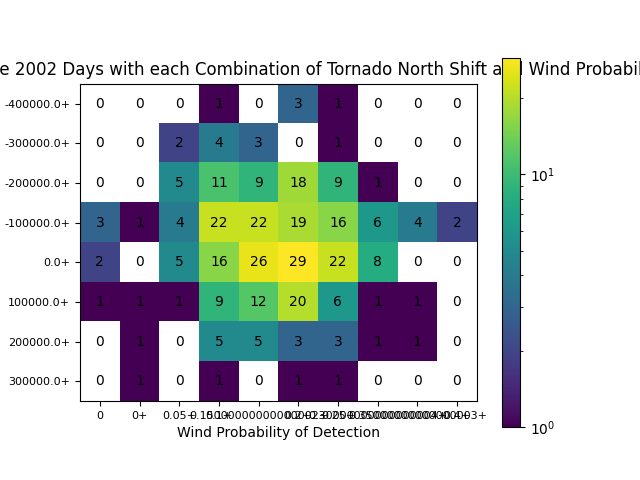 e 2002 Days with each Combination of Tornado North Shift and Wind Probabil
-400000.0+ 0 0 0 1 0 3 1 0 0 0
-300000.0+ 0 0 2 4 3 0 1 0 0 0
-200000.0+ 0 0 5 11 9 18 9 1 0 0
-100000.0+ 3 1 4 22 22 19 16 6 4 2
0.0+ 2 0 5 16 26 29 22 8 0 0
100000.0+ 1 1 1 9 12 20 6 1 1 0
200000.0+ 0 1 0 5 5 3 3 1 1 0
300000.0+ 0 1 0 1 0 1 1 0 0 0
0 0+ 0.05+
Wind Probability of Detection
10¹
10⁰